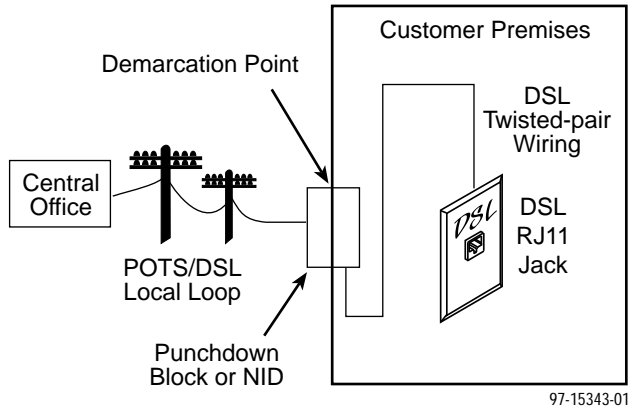 Customer Premises
Demarcation Point
DSL
Twisted-pair
Wiring
Central
Office
DSL
DSL
RJ11
Jack
POTS/DSL
Local Loop
Punchdown
Block or NID
97-15343-01